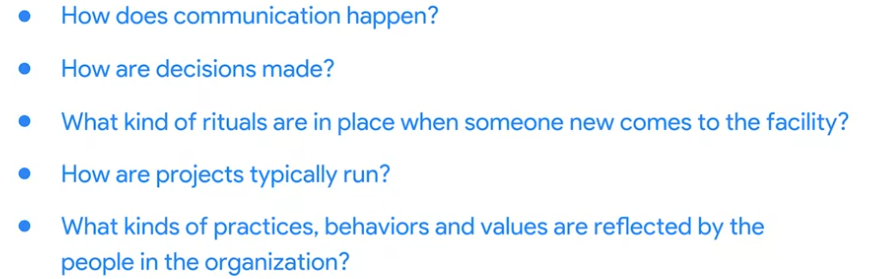 • How does communication happen?
• How are decisions made?
• What kind of rituals are in place when someone new comes to the facility?
• How are projects typically run?
• What kinds of practices, behaviors and values are reflected by the
people in the organization?